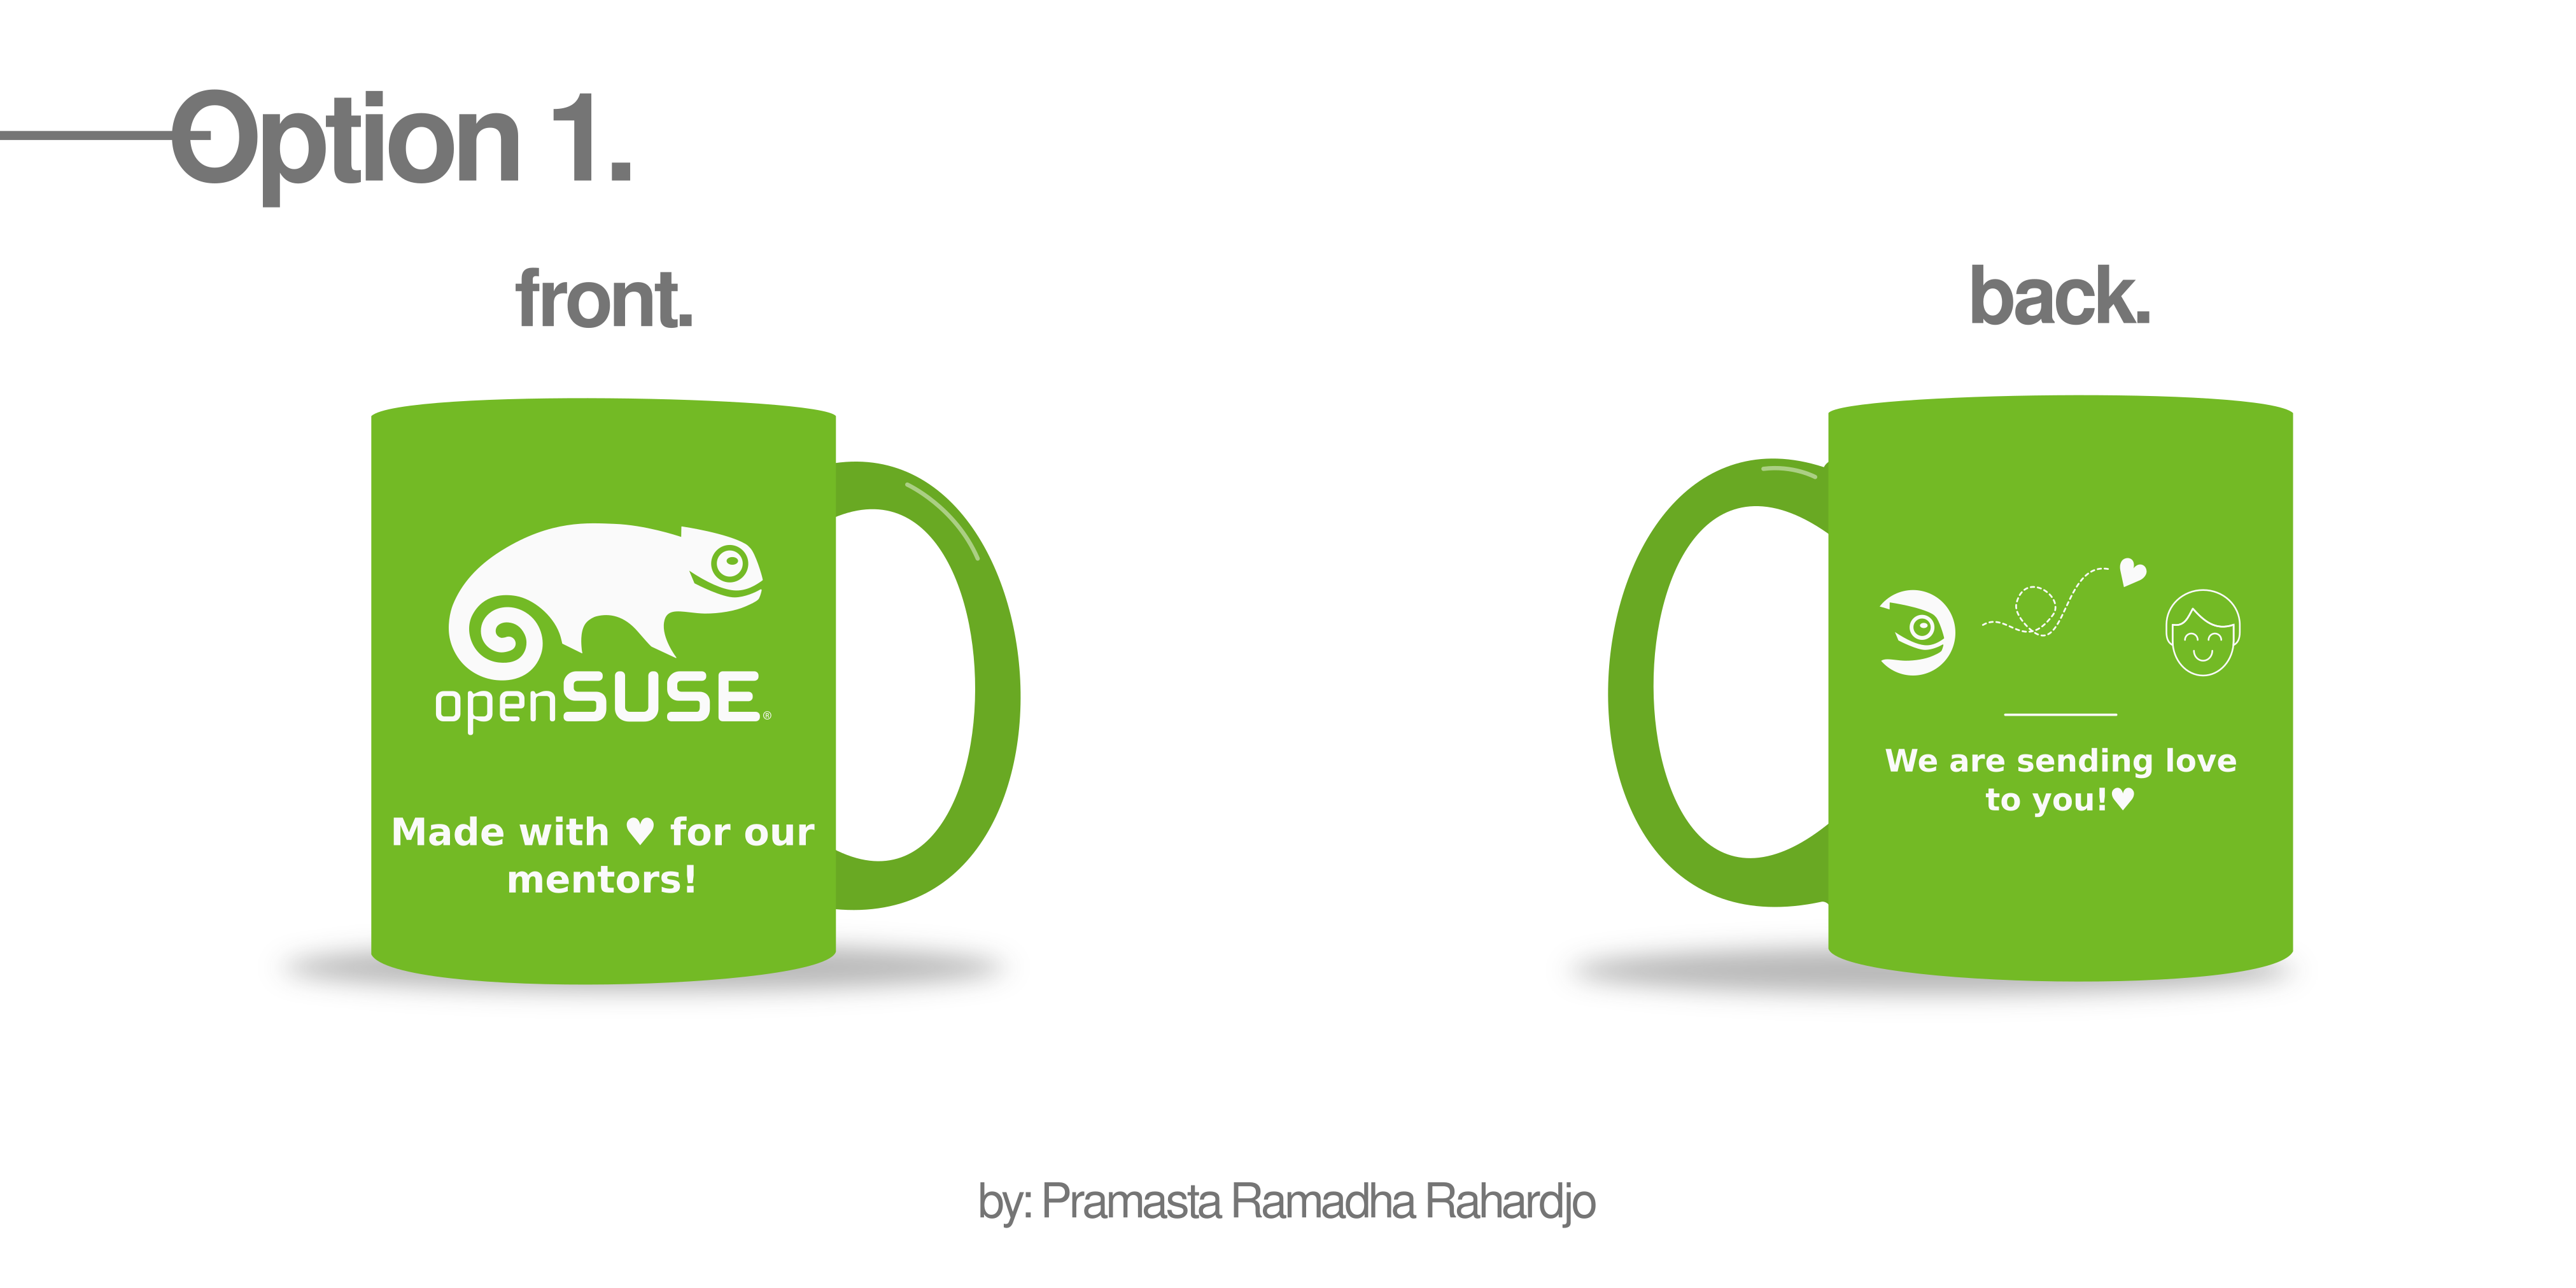 Option 1.
front.
back.
openSUSE®
Made with ♥ for our
mentors!
We are sending love
to you!♥
by: Pramasta Ramadha Rahardjo